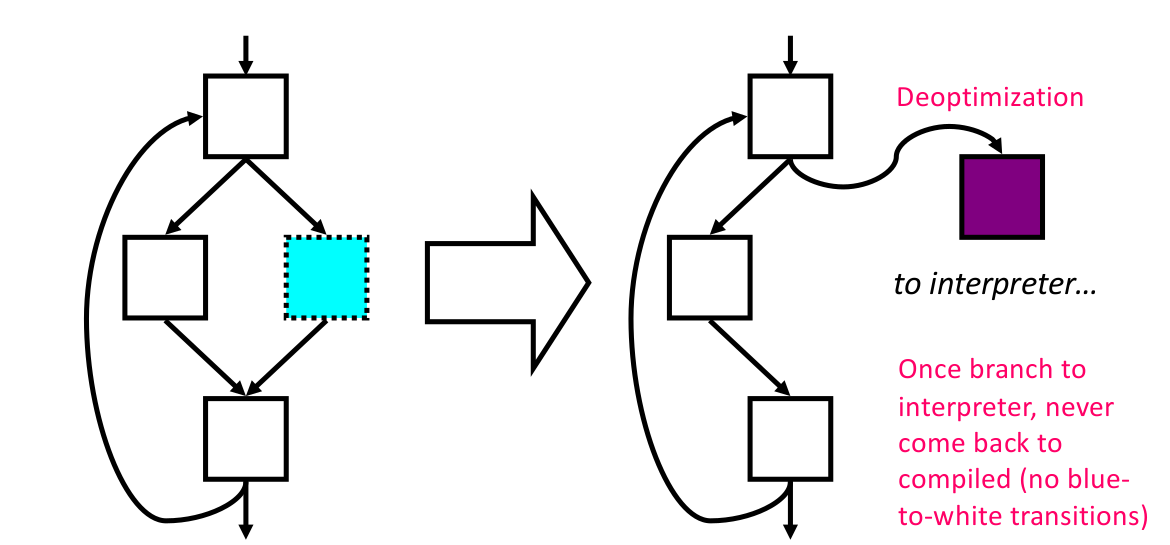 Deoptimization
to interpreter…
Once branch to
interpreter, never
come back to
compiled (no blue-
to-white transitions)